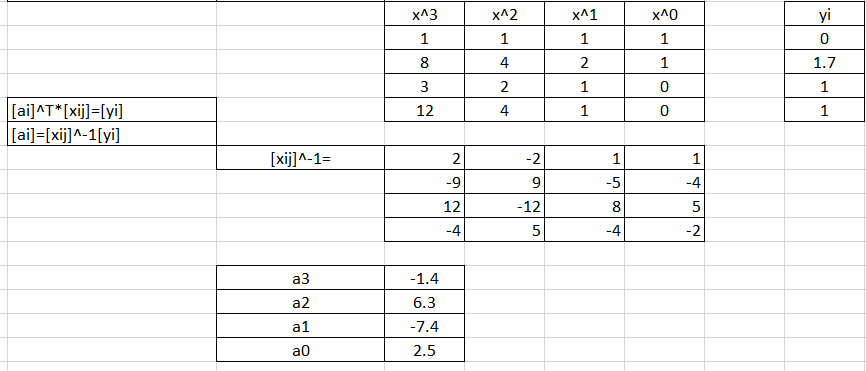 x^3 x^2 x^1 x^0 yi
1 1 1 1 0
8 4 2 1 1.7
3 2 1 0 1
[ai]^T*[xij]=[yi] 12 4 1 0 1
[ai]=[xij]^-1[yi]
[xij]^-1= 2 -2 1 1
-9 9 -5 -4
12 -12 8 5
-4 5 -4 -2
a3 -1.4
a2 6.3
a1 -7.4
a0 2.5